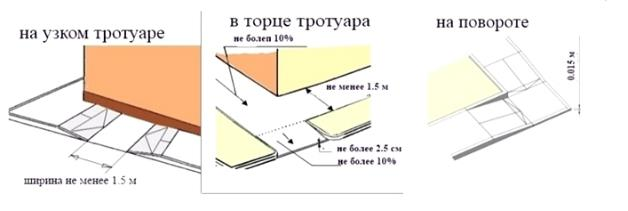 на узком тротуаре
ширина не менее 1.5 м
в торце тротуара
не болеп 10%
не менее 1.5 м
не более 2.5 см
не более 10%
на повороте
0.015 м